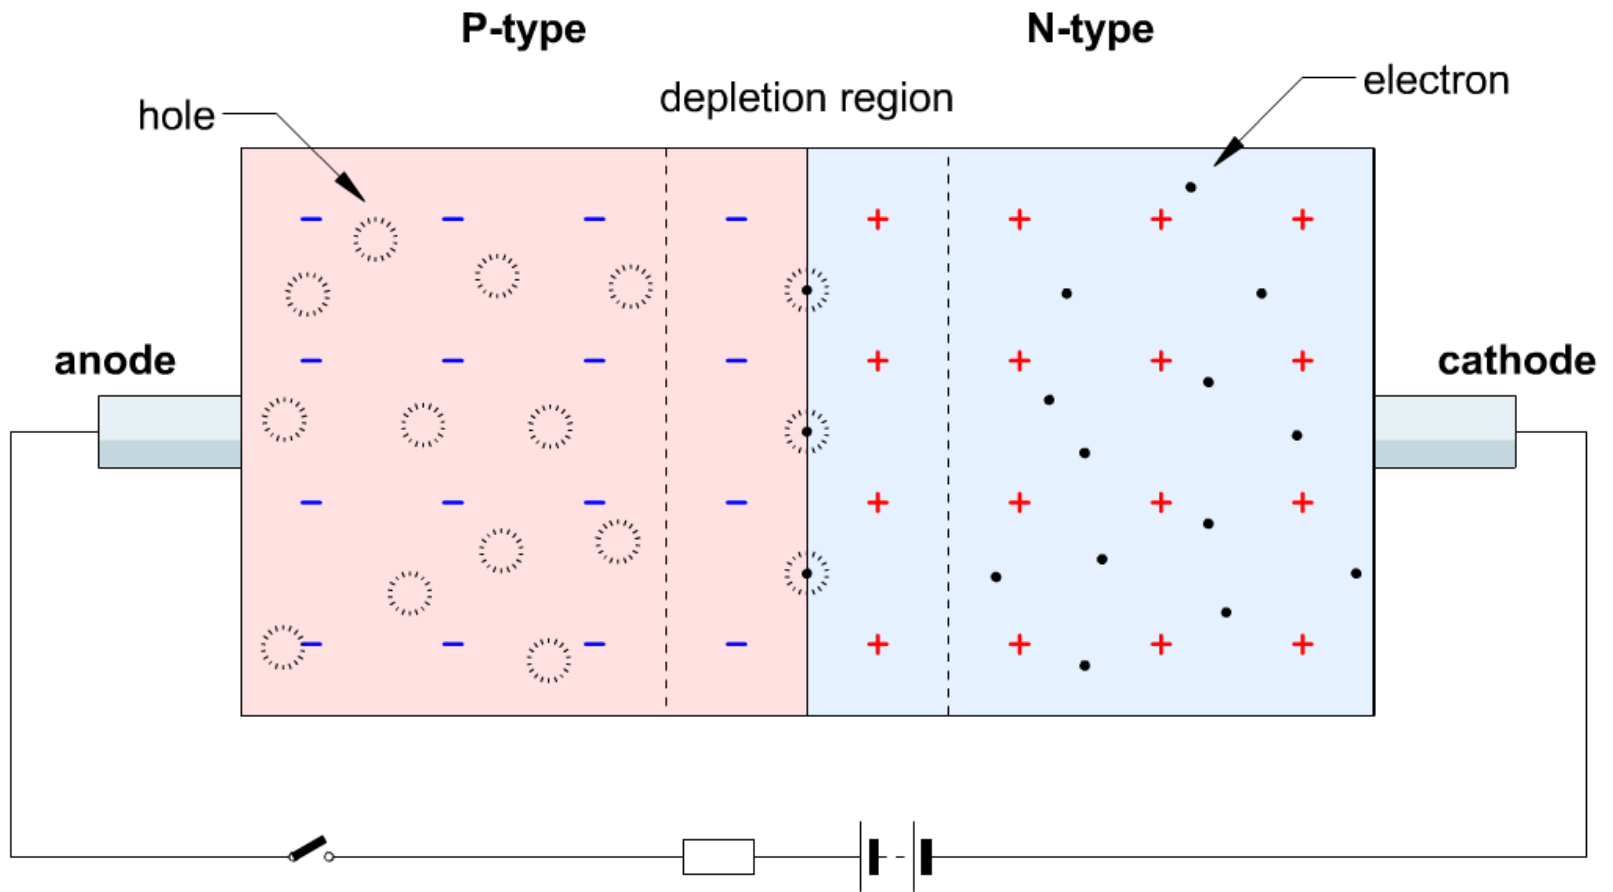 P-type
N-type
depletion region
electron
hole
anode
cathode